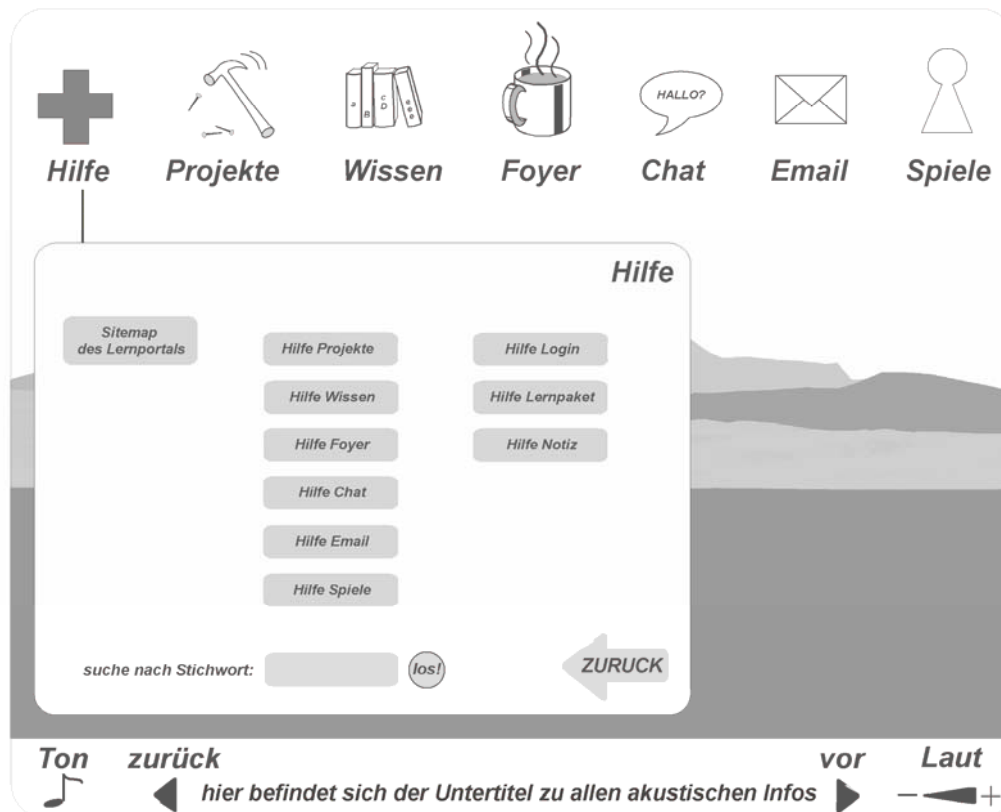 HALLO?
a B c D
Hilfe Projekte Wissen Foyer Chat Email Spiele
Hilfe
Sitemap
des Lernportals
Hilfe Projekte
Hilfe Wissen
Hilfe Foyer
Hilfe Chat
Hilfe Email
Hilfe Spiele
Hilfe Login
Hilfe Lernpaket
Hilfe Notiz
suche nach Stichwort: los! ZURUCK
Ton zurück vor Laut
hier befindet sich der Untertitel zu allen akustischen Infos
− +